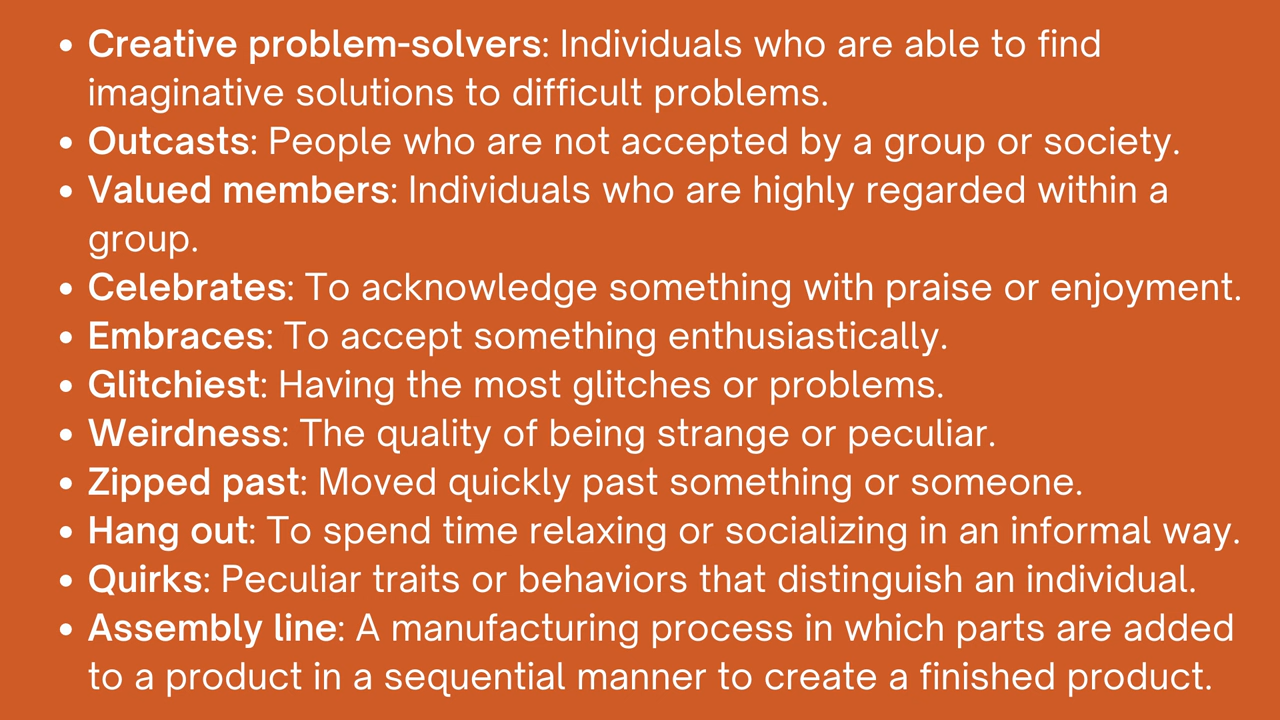 • Creative problem-solvers: Individuals who are able to find
imaginative solutions to difficult problems.
• Outcasts: People who are not accepted by a group or society.
• Valued members: Individuals who are highly regarded within a
group.
• Celebrates: To acknowledge something with praise or enjoyment.
• Embraces: To accept something enthusiastically.
• Glitchiest: Having the most glitches or problems.
• Weirdness: The quality of being strange or peculiar.
• Zipped past: Moved quickly past something or someone.
• Hang out: To spend time relaxing or socializing in an informal way.
• Quirks: Peculiar traits or behaviors that distinguish an individual.
• Assembly line: A manufacturing process in which parts are added
to a product in a sequential manner to create a finished product.